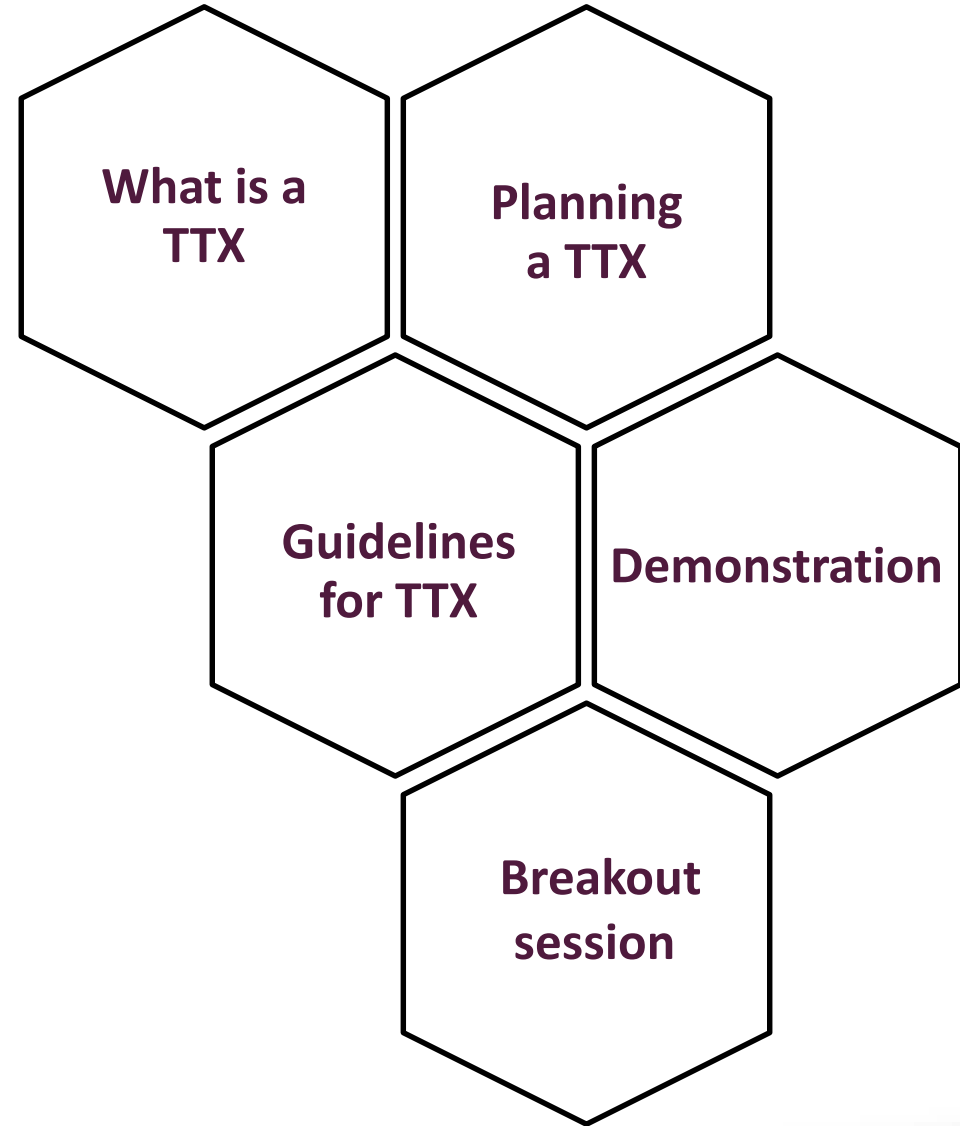 What is a
TTX
Planning
a TTX
Guidelines
for TTX
Demonstration
Breakout
session